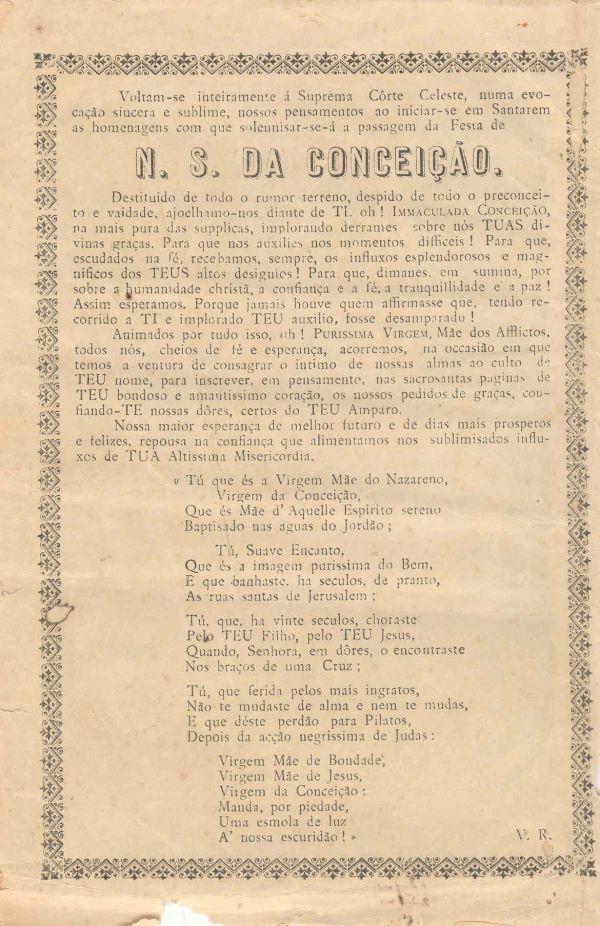 Voltam-se inteiramente á Suprema Côrte Celeste, numa evo-
cação sincera e sublime, nossos pensamentos ao iniciar-se em Santarem
as homenagens com que solennisar-se-á a passagem da Festa de
N. S. DA CONCEIÇÃO.
Destituido de todo o rumor terreno, despido de todo o preconcei-
to e vaidade, ajoelhamo-nos diante de TI, oh! IMMACULADA CONCEIÇÃO,
na mais pura das supplicas, implorando derrames sobre nós TUAS di-
vinas graças. Para que nos auxilies nos momentos difficeis! Para que,
escudados na fé, recebamos, sempre, os influxos esplendorosos e mag-
nificos dos TEUS altos designios! Para que, dimanes, em summa, por
sobre a humanidade christã, a confiança e a fé, a tranquillidade e a paz!
Assim esperamos. Porque jamais houve quem affirmasse que, tendo re-
corrido a TI e implorado TEU auxilio, fosse desamparado!
Animados por tudo isso, oh! PURISSIMA VIRGEM, Mãe dos Afflictos,
todos nós, cheios de fé e esperança, acorremos, na occasião em que
temos a ventura de consagrar o intimo de nossas almas ao culto de
TEU nome, para inscrever, em pensamento, nas sacrosantas paginas de
TEU bondoso e amantissimo coração, os nossos pedidos de graças, con-
fiando-TE nossas dôres, certos do TEU Amparo.
Nossa maior esperança de melhor futuro e de dias mais prosperos
e felizes, repousa na confiança que alimentamos nos sublimisados influ-
xos de TUA Altissima Misericordia.
« Tú que és a Virgem Mãe do Nazareno,
Virgem da Conceição,
Que és Mãe d'Aquelle Espirito sereno
Baptisado nas aguas do Jordão;
Tú, Suave Encanto,
Que és a imagem purissima do Bem,
E que banhaste, ha seculos, de pranto,
As ruas santas de Jerusalem;
Tú, que, ha vinte seculos, choraste
Pelo TEU Filho, pelo TEU Jesus,
Quando, Senhora, em dôres, o encontraste
Nos braços de uma Cruz;
Tú, que ferida pelos mais ingratos,
Não te mudaste de alma e nem te mudas,
E que déste perdão para Pilatos,
Depois da acção negrissima de Judas:
Virgem Mãe de Bondade,
Virgem Mãe de Jesus,
Virgem da Conceição:
Manda, por piedade,
Uma esmola de luz
A' nossa escuridão! »
V. R.